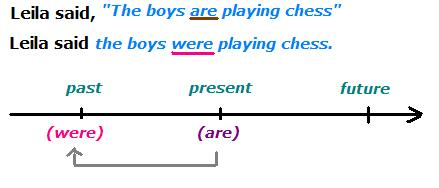 Leila said, "The boys are playing chess"
Leila said the boys were playing chess.
past present future
(were) (are)